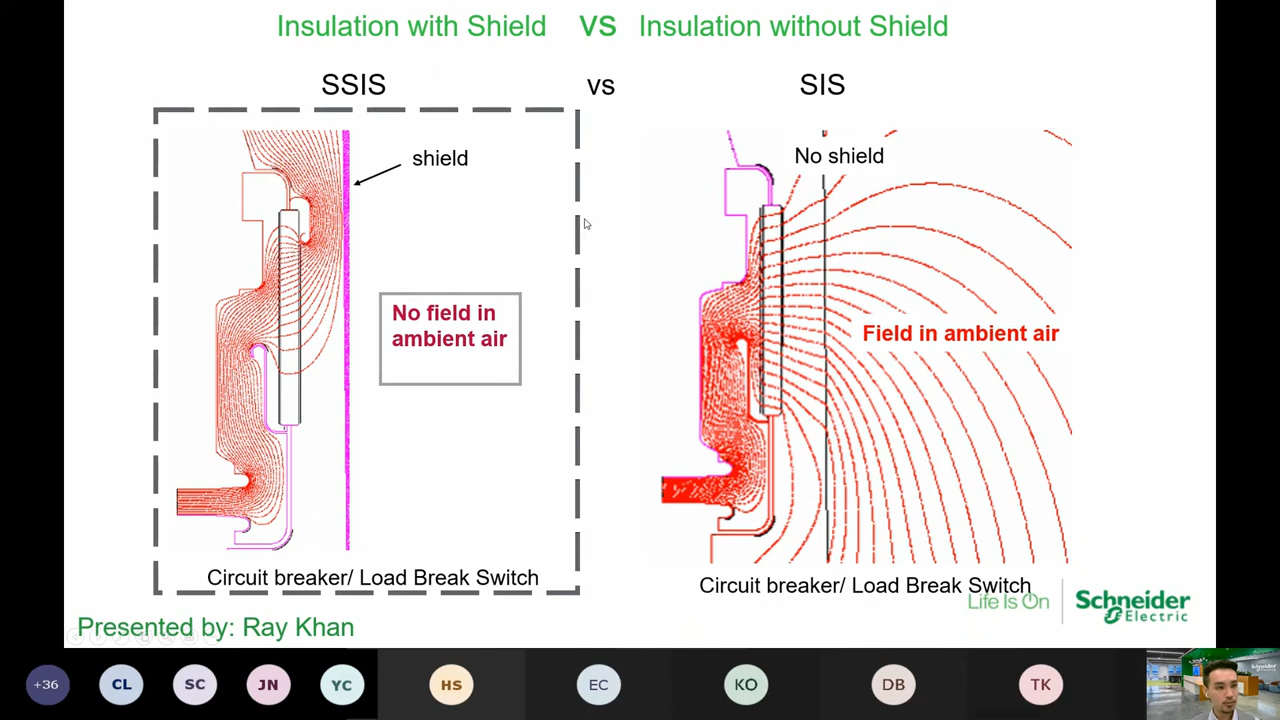 Insulation with Shield VS Insulation without Shield
SSIS vs SIS
shield
No shield
No field in
ambient air
Field in ambient air
Circuit breaker/ Load Break Switch
Circuit breaker/ Load Break Switch
Life Is On
Schneider
Electric
Presented by: Ray Khan
+36 CL SC JN YC HS EC KO DB TK
Schneider